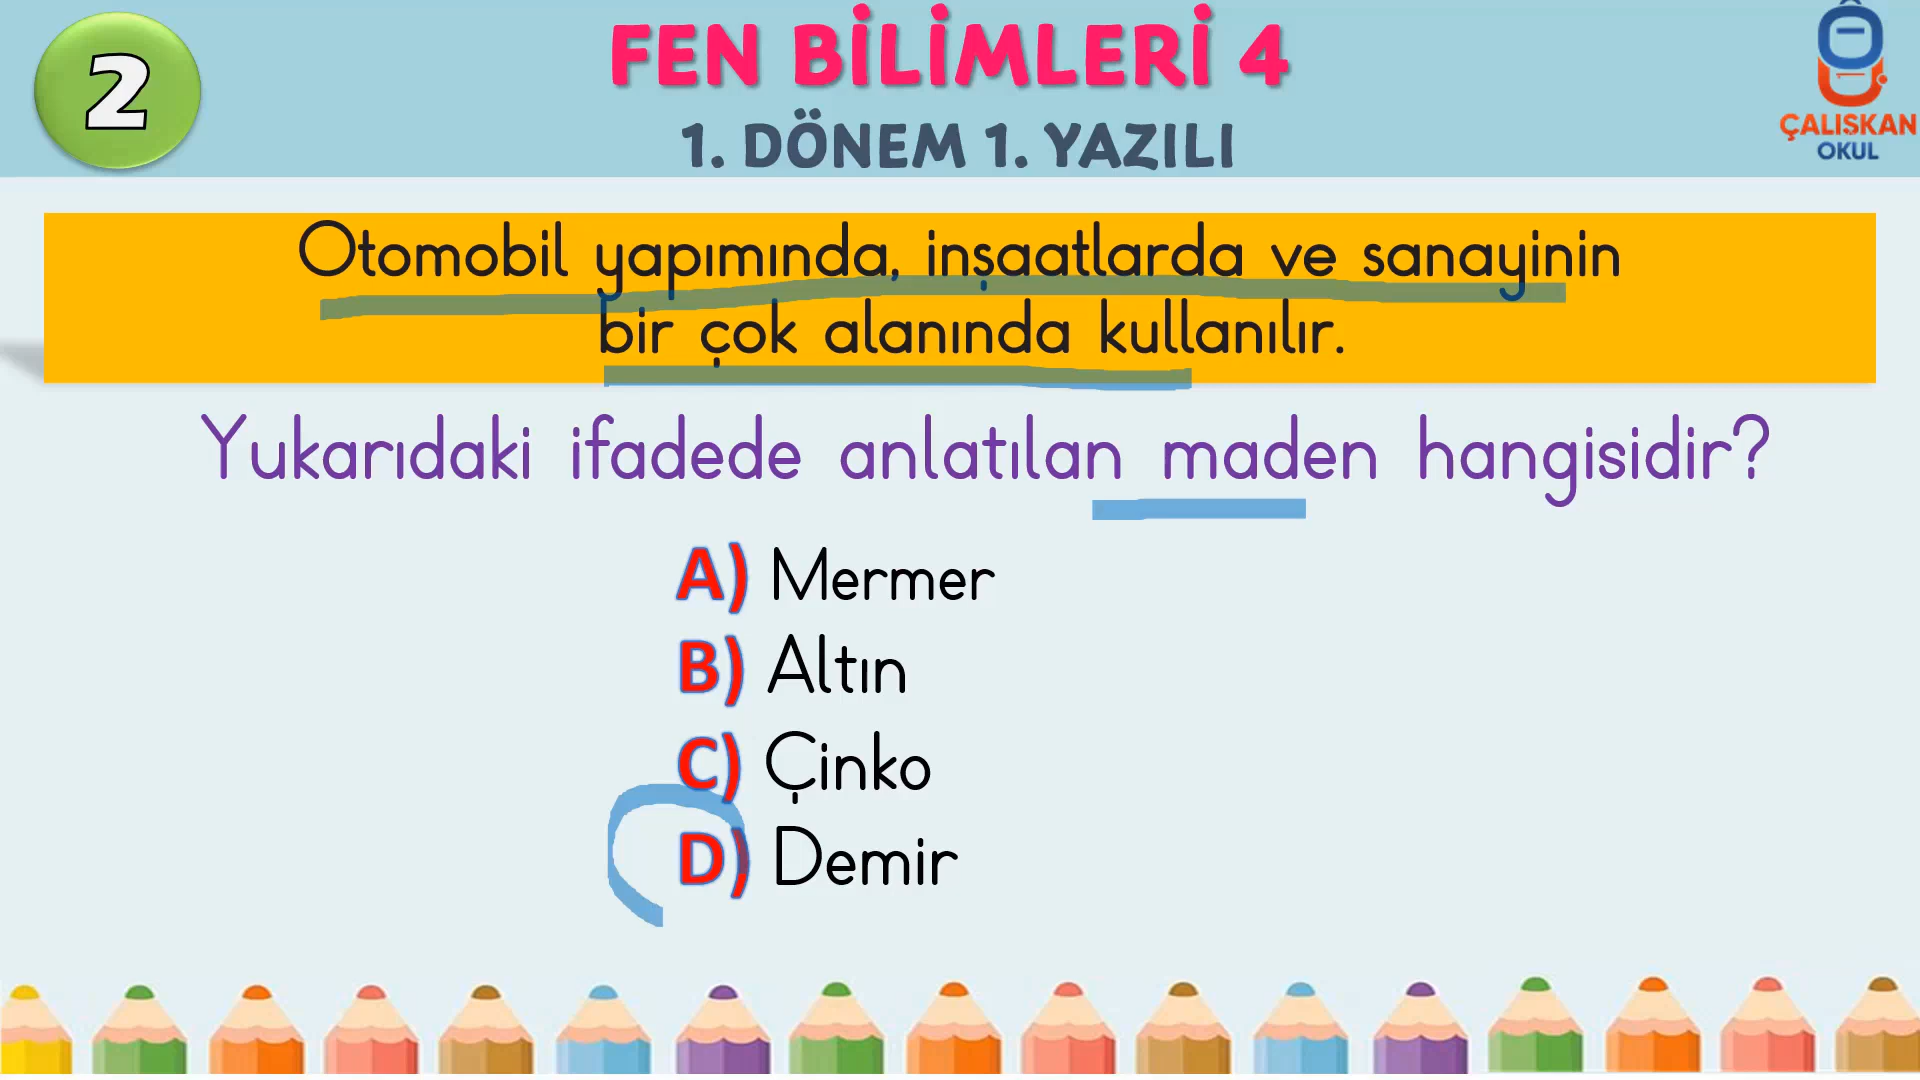 2
FEN BİLİMLERİ 4
1. DÖNEM 1. YAZILI
ÇALIŞKAN
OKUL
Otomobil yapımında, inşaatlarda ve sanayinin
bir çok alanında kullanılır.
Yukarıdaki ifadede anlatılan maden hangisidir?
A) Mermer
B) Altın
C) Çinko
D) Demir